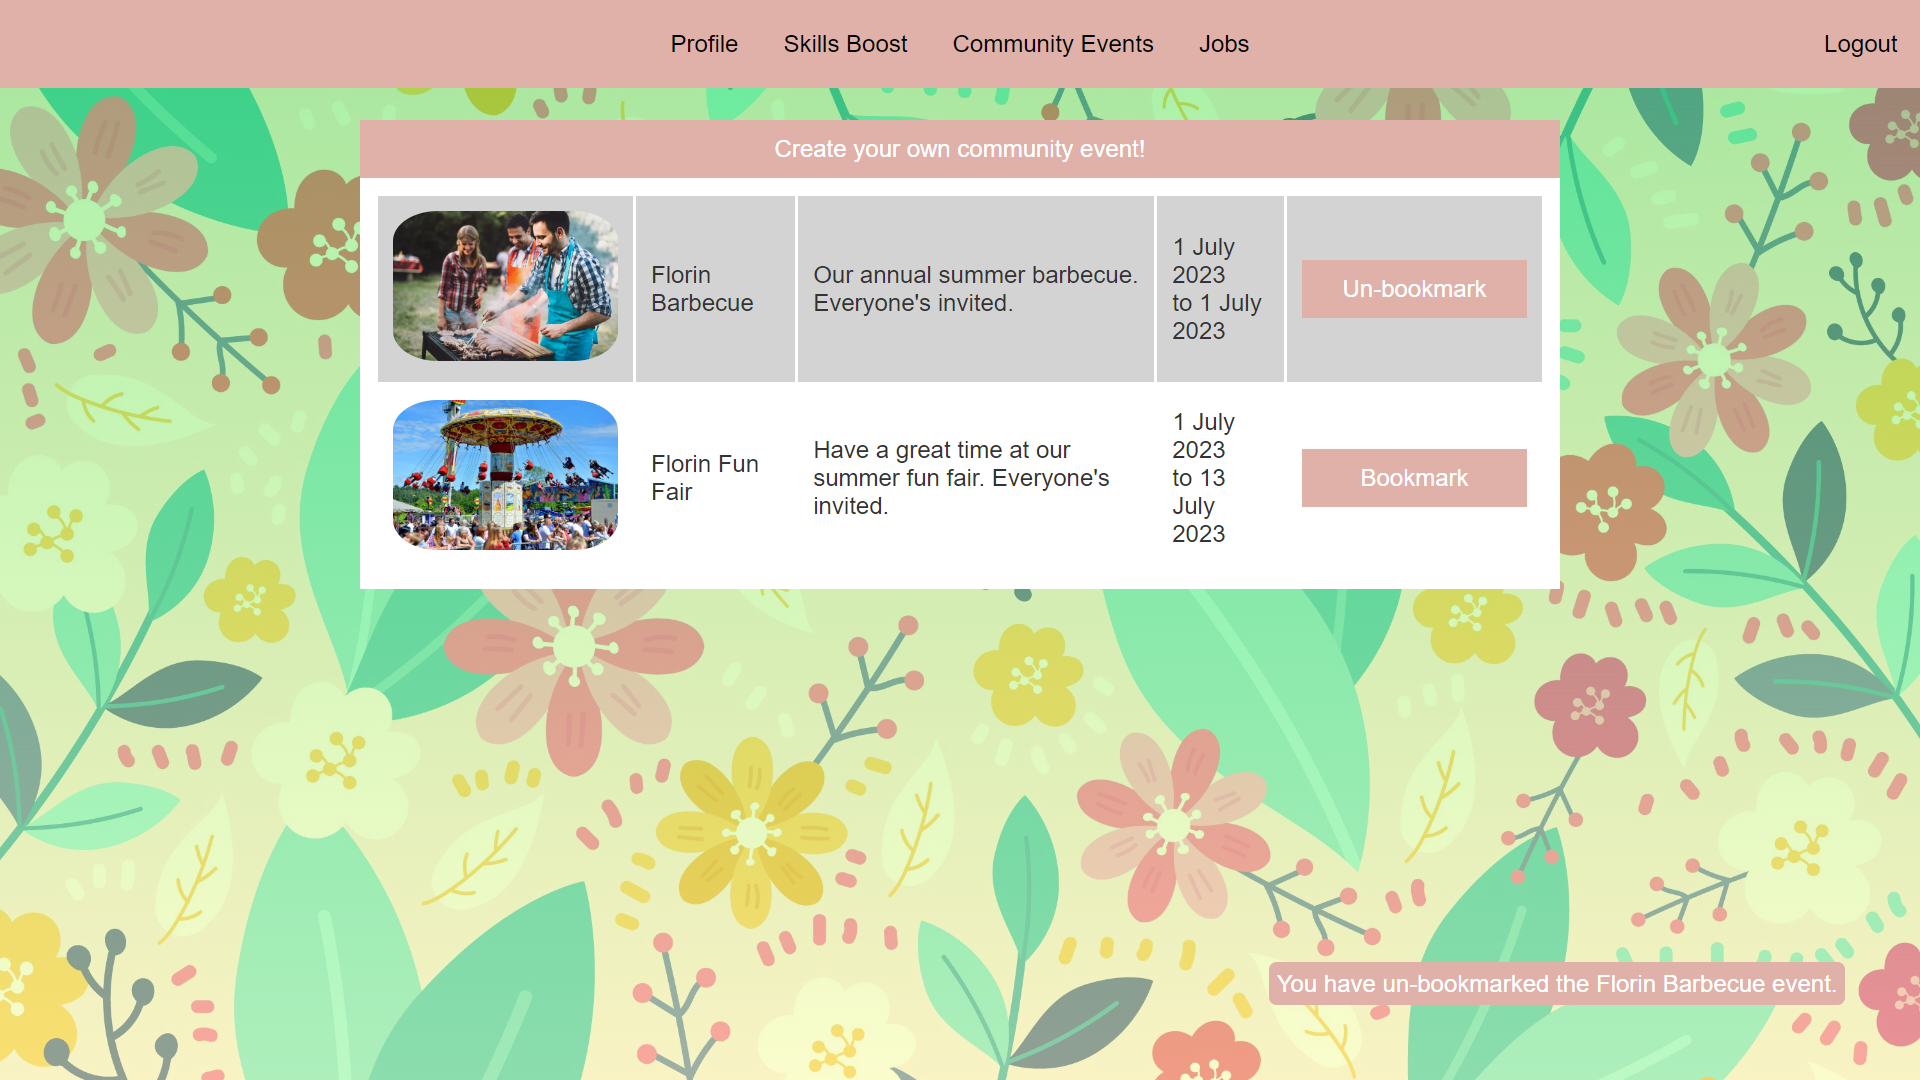 Profile
Skills Boost
Community Events
Jobs
Logout
Create your own community event!
Florin
Barbecue
Our annual summer barbecue.
Everyone's invited.
1 July
2023
to 1 July
2023
Un-bookmark
Florin Fun
Fair
Have a great time at our
summer fun fair. Everyone's
invited.
1 July
2023
to 13
July
2023
Bookmark
You have un-bookmarked the Florin Barbecue event.